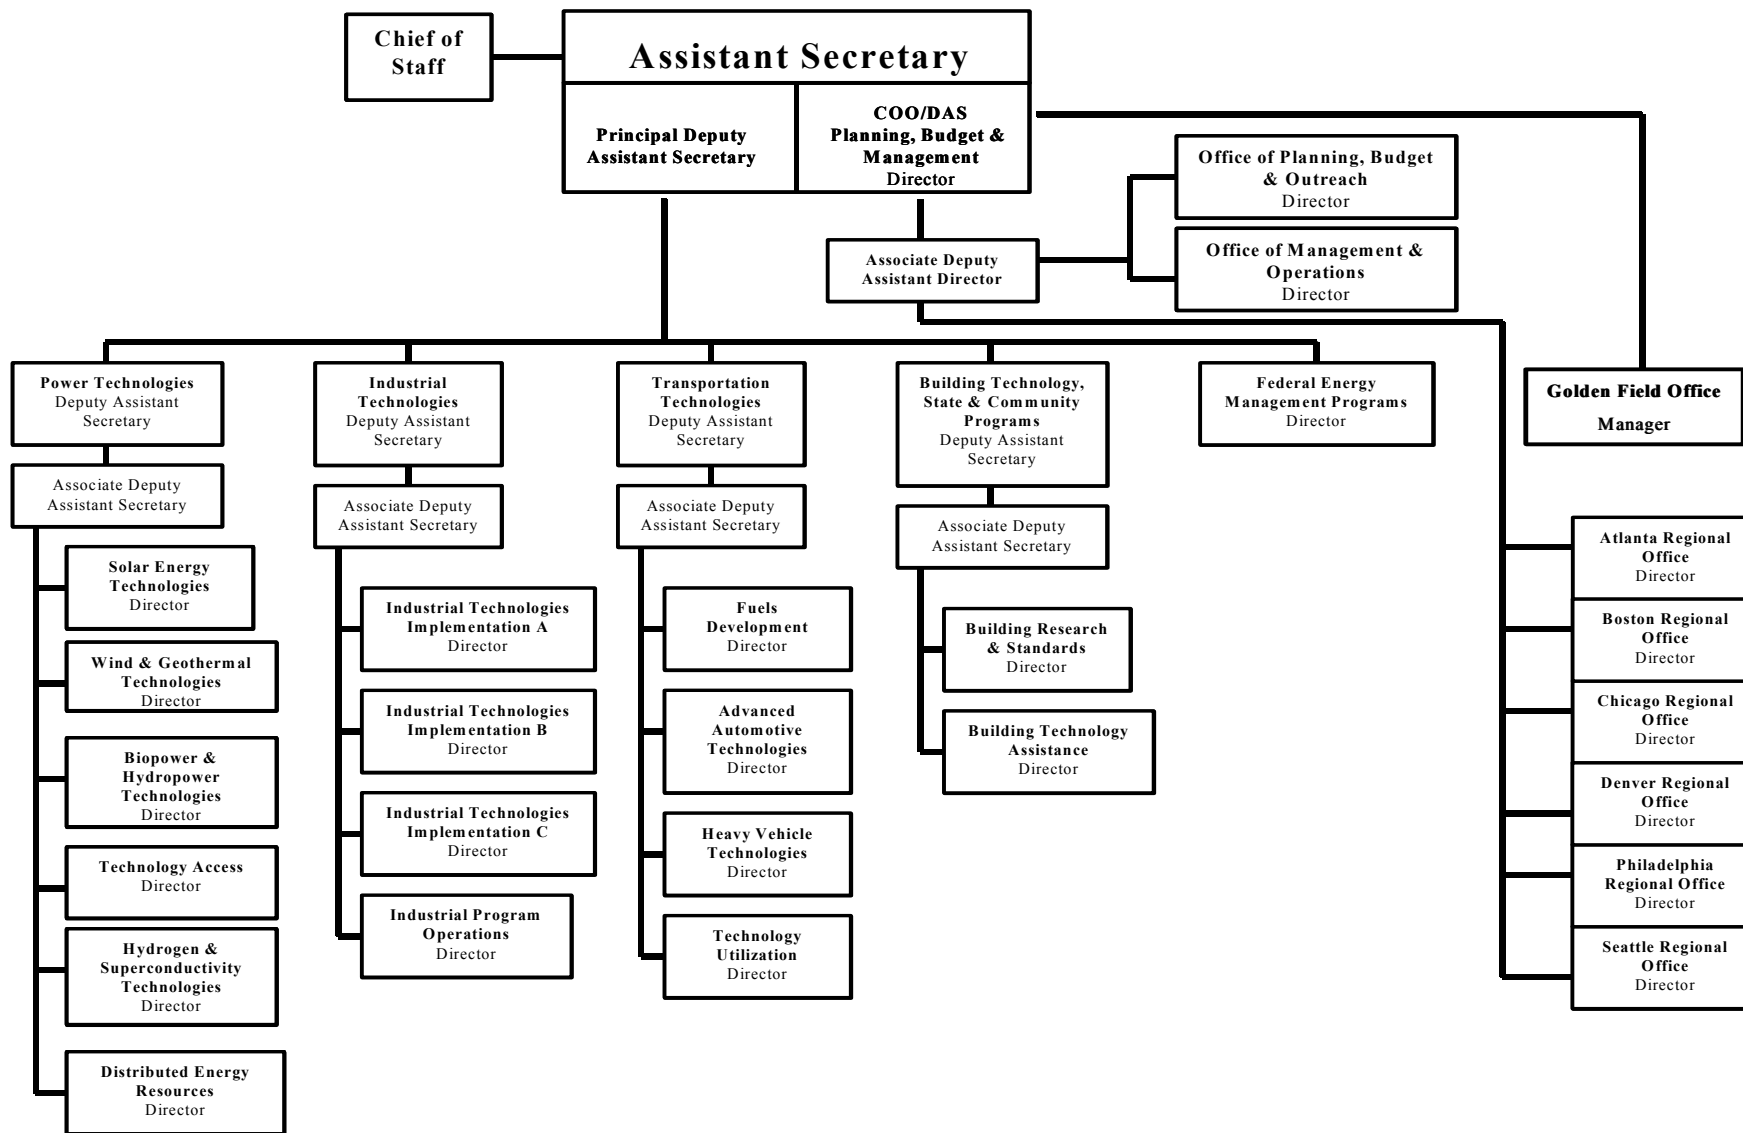 Chief of
Staff
Assistant Secretary
Principal Deputy
Assistant Secretary
COO/DAS
Planning, Budget &
Management
Director
Office of Planning, Budget
& Outreach
Director
Associate Deputy
Assistant Director
Office of Management &
Operations
Director
Power Technologies
Deputy Assistant
Secretary
Industrial
Technologies
Deputy Assistant
Secretary
Transportation
Technologies
Deputy Assistant
Secretary
Building Technology,
State & Community
Programs
Deputy Assistant
Secretary
Federal Energy
Management Programs
Director
Golden Field Office
Manager
Associate Deputy
Assistant Secretary
Associate Deputy
Assistant Secretary
Associate Deputy
Assistant Secretary
Associate Deputy
Assistant Secretary
Solar Energy
Technologies
Director
Wind & Geothermal
Technologies
Director
Biopower &
Hydropower
Technologies
Director
Technology Access
Director
Hydrogen &
Superconductivity
Technologies
Director
Distributed Energy
Resources
Director
Industrial Technologies
Implementation A
Director
Industrial Technologies
Implementation B
Director
Industrial Technologies
Implementation C
Director
Industrial Program
Operations
Director
Fuels
Development
Director
Advanced
Automotive
Technologies
Director
Heavy Vehicle
Technologies
Director
Technology
Utilization
Director
Building Research
& Standards
Director
Building Technology
Assistance
Director
Atlanta Regional
Office
Director
Boston Regional
Office
Director
Chicago Regional
Office
Director
Denver Regional
Office
Director
Philadelphia
Regional Office
Director
Seattle Regional
Office
Director